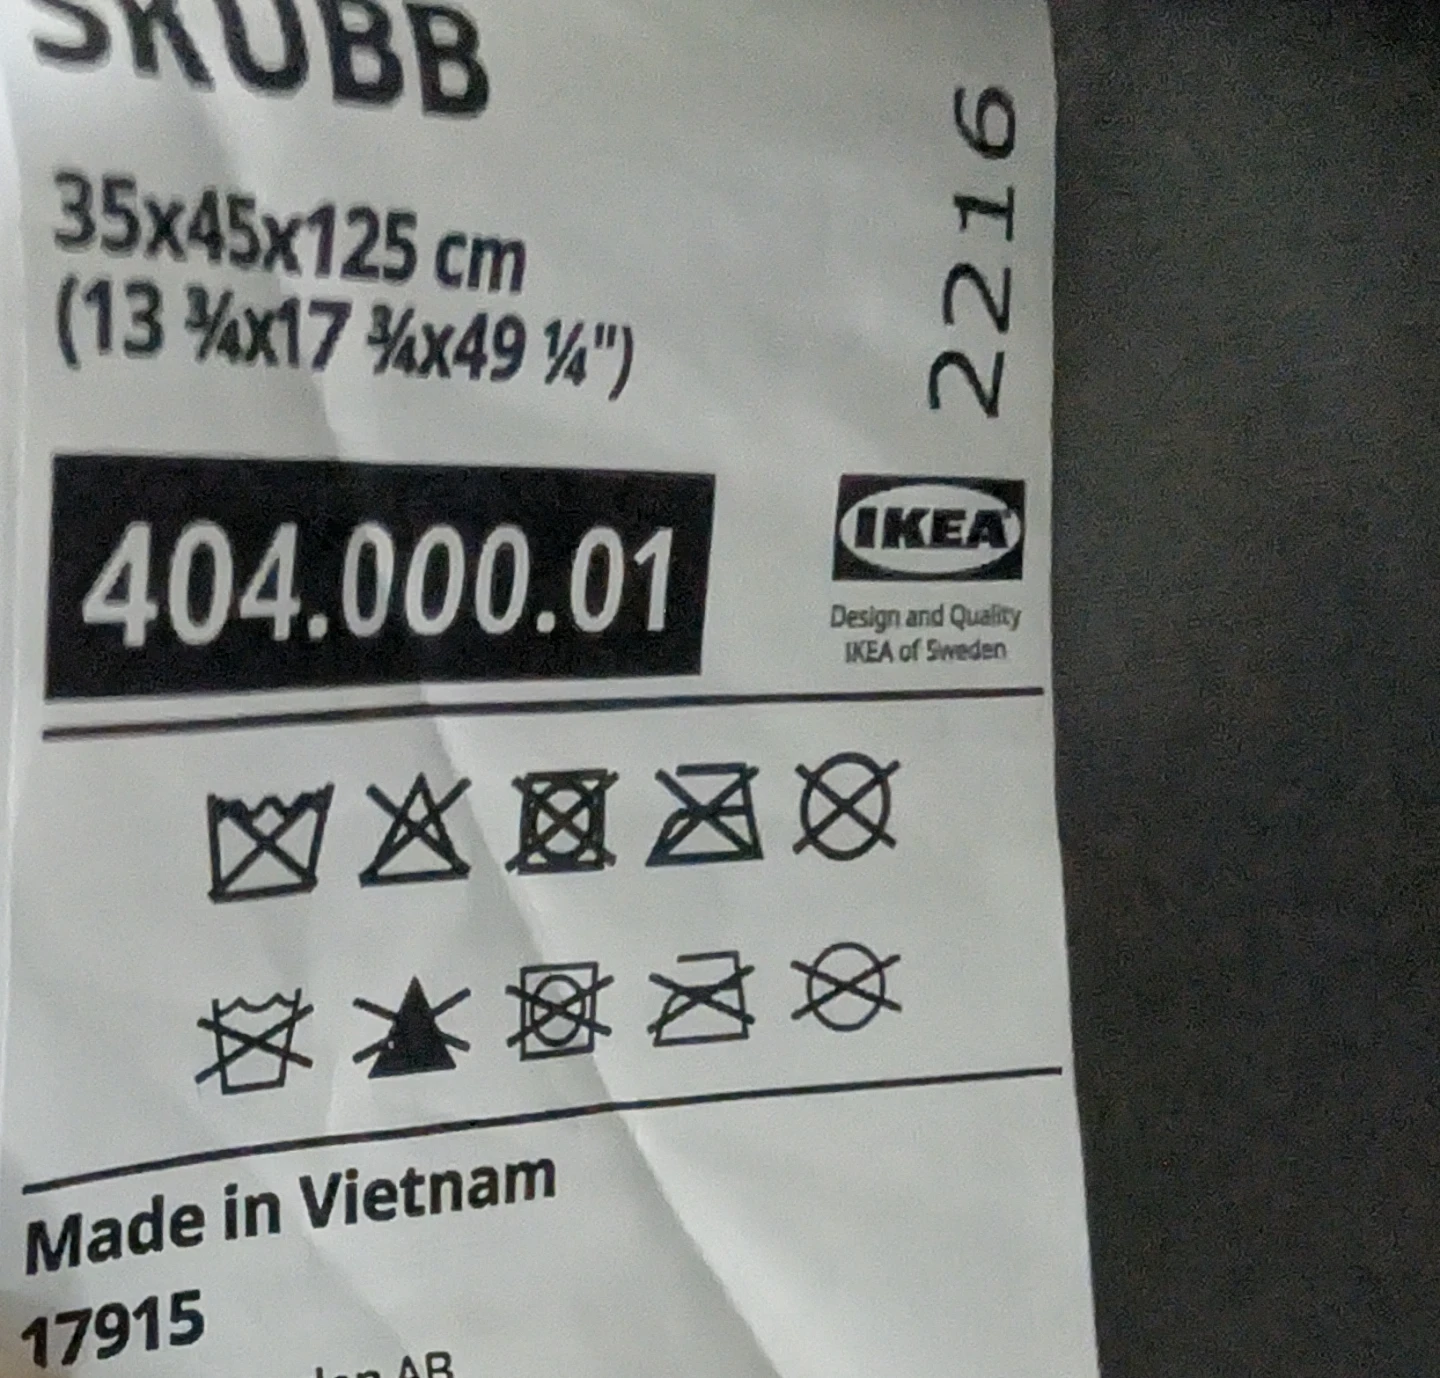 SKUBB
35x45x125 cm
(13 ¾x17 ¾x49 ¼")
2216
404.000.01
IKEA
Design and Quality
IKEA of Sweden
Made in Vietnam
17915
AB